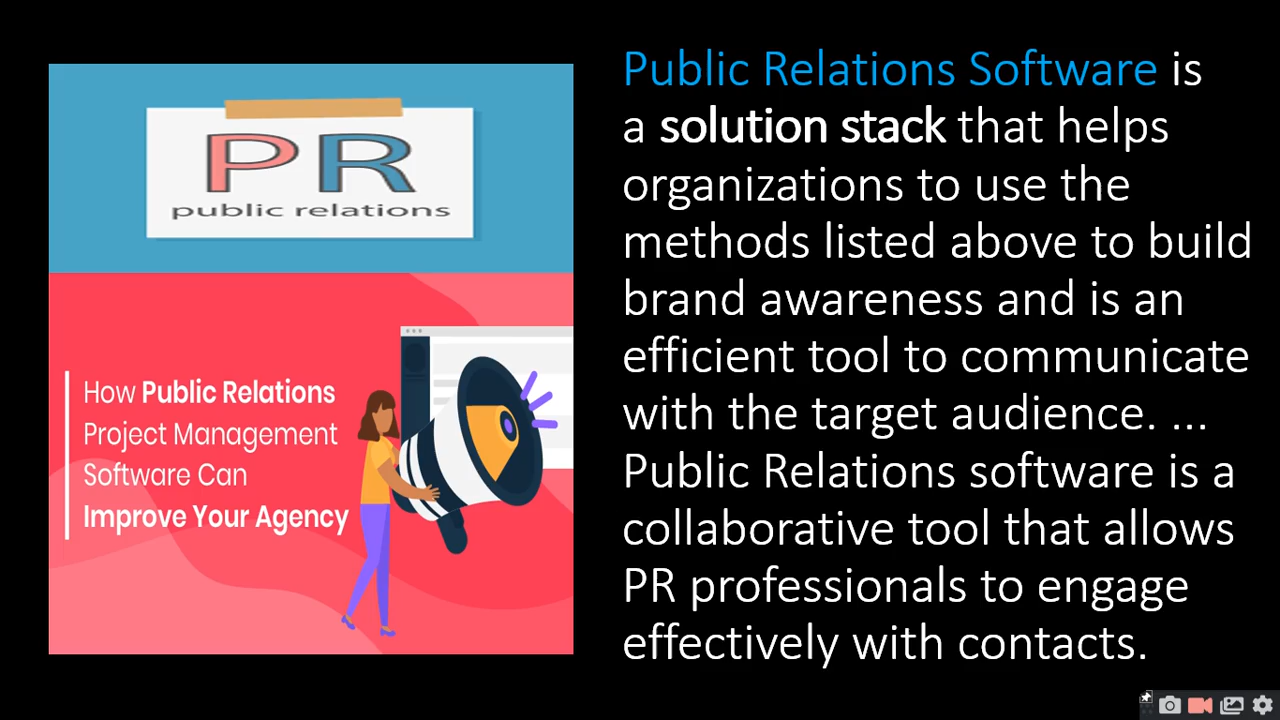 PR
public relations
How Public Relations
Project Management
Software Can
Improve Your Agency
Public Relations Software is
a solution stack that helps
organizations to use the
methods listed above to build
brand awareness and is an
efficient tool to communicate
with the target audience. ...
Public Relations software is a
collaborative tool that allows
PR professionals to engage
effectively with contacts.